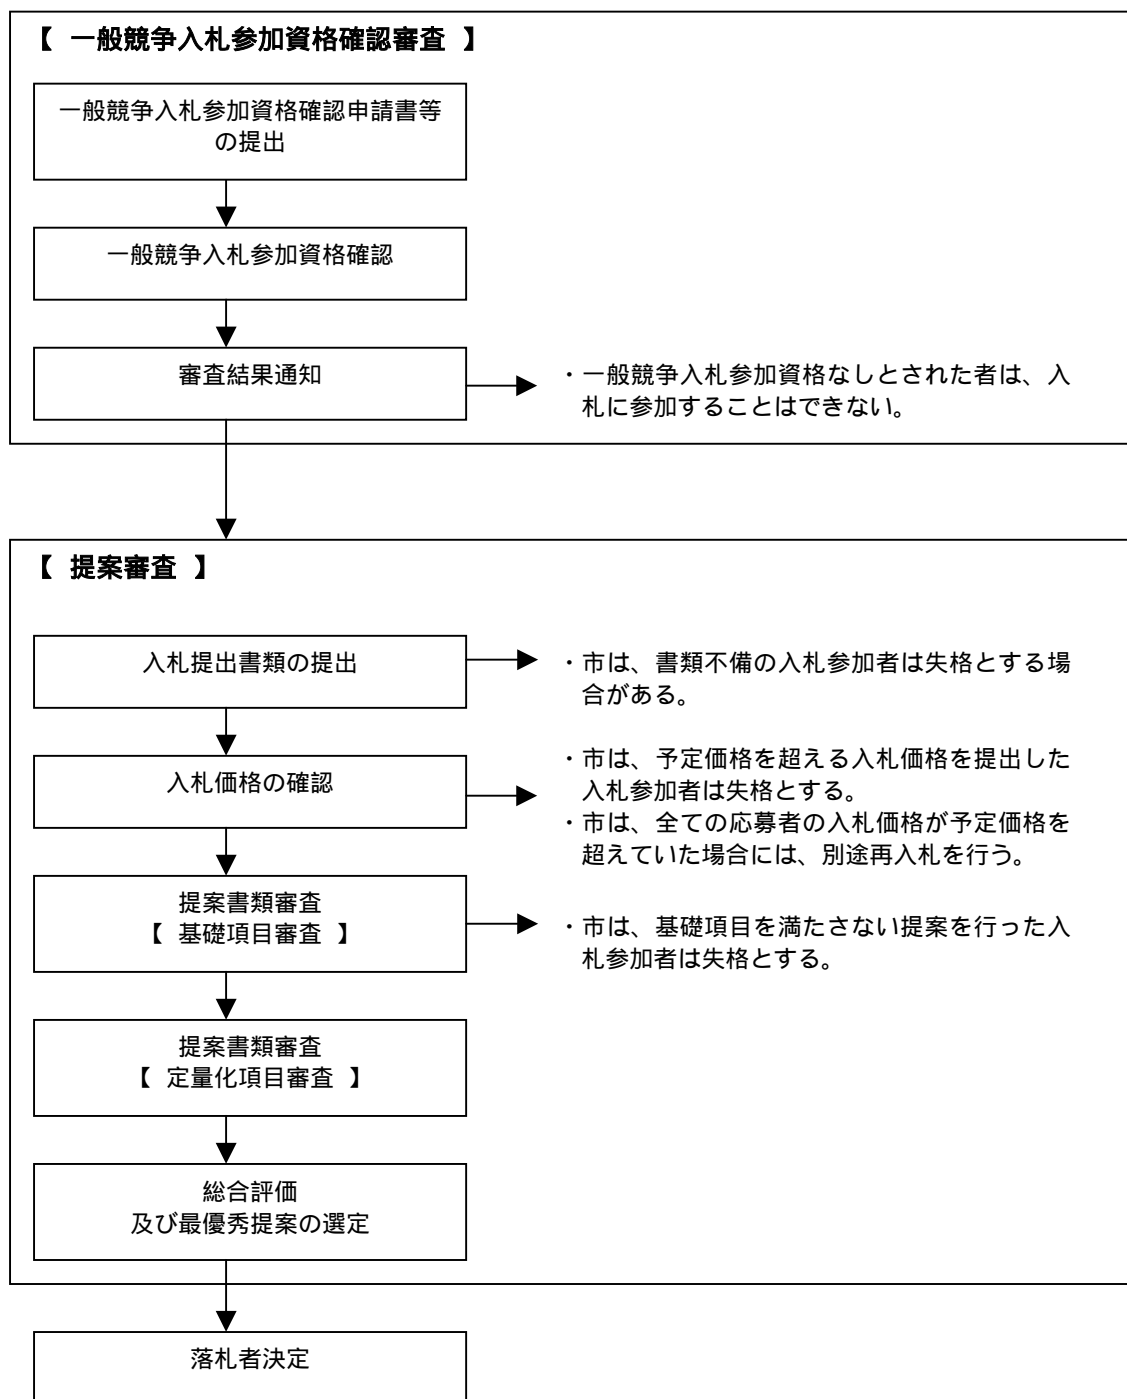 【 一般競争入札参加資格確認審査 】
一般競争入札参加資格確認申請書等
の提出
一般競争入札参加資格確認
審査結果通知
・一般競争入札参加資格なしとされた者は、入
札に参加することはできない。
【 提案審査 】
入札提出書類の提出
・市は、書類不備の入札参加者は失格とする場
合がある。
入札価格の確認
・市は、予定価格を超える入札価格を提出した
入札参加者は失格とする。
・市は、全ての応募者の入札価格が予定価格を
超えていた場合には、別途再入札を行う。
提案書類審査
【 基礎項目審査 】
・市は、基礎項目を満たさない提案を行った入
札参加者は失格とする。
提案書類審査
【 定量化項目審査 】
総合評価
及び最優秀提案の選定
落札者決定